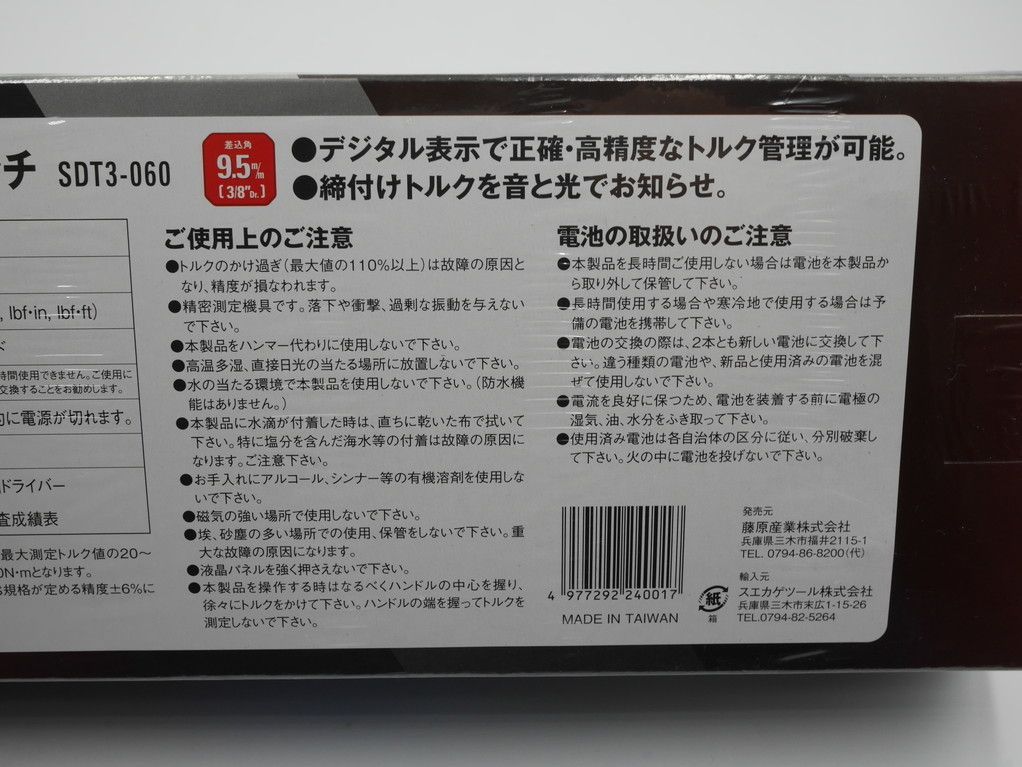 ッチ SDT3-060
差込角
9.5m/m
[3/8"Dr.]
●デジタル表示で正確・高精度なトルク管理が可能。
●締付けトルクを音と光でお知らせ。
, lbf・in, lbf・ft)
ド
時間使用できません。ご使用に
交換することをお勧めします。
的に電源が切れます。
ドライバー
査成績表
最大測定トルク値の20～
0N・mとなります。
規格が定める精度±6%に
ご使用上のご注意
●トルクのかけ過ぎ(最大値の110%以上)は故障の原因と
なり、精度が損なわれます。
●精密測定機具です。落下や衝撃、過剰な振動を与えない
で下さい。
●本製品をハンマー代わりに使用しないで下さい。
●高温多湿、直接日光の当たる場所に放置しないで下さい。
●水の当たる環境で本製品を使用しないで下さい。(防水機
能はありません。)
●本製品に水滴が付着した時は、直ちに乾いた布で拭いて
下さい。特に塩分を含んだ海水等の付着は故障の原因に
なります。ご注意下さい。
●お手入れにアルコール、シンナー等の有機溶剤を使用しな
いで下さい。
●磁気の強い場所で使用しないで下さい。
●埃、砂塵の多い場所での使用、保管をしないで下さい。重
大な故障の原因になります。
●液晶パネルを強く押さえないで下さい。
●本製品を操作する時はなるべくハンドルの中心を握り、
徐々にトルクをかけて下さい。ハンドルの端を握ってトルクを
測定しないで下さい。
電池の取扱いのご注意
●本製品を長時間ご使用しない場合は電池を本製品か
ら取り外して保管して下さい。
●長時間使用する場合や寒冷地で使用する場合は予
備の電池を携帯して下さい。
●電池の交換の際は、2本とも新しい電池に交換して下
さい。違う種類の電池や、新品と使用済みの電池を混
ぜて使用しないで下さい。
●電流を良好に保つため、電池を装着する前に電極の
湿気、油、水分をふき取って下さい。
●使用済み電池は各自治体の区分に従い、分別破棄し
て下さい。火の中に電池を投げないで下さい。
4 977292 240017
MADE IN TAIWAN
紙
箱
発売元
藤原産業株式会社
兵庫県三木市福井2115-1
TEL. 0794-86-8200(代)
輸入元
スエカゲツール株式会社
兵庫県三木市末広1-15-26
TEL.0794-82-5264